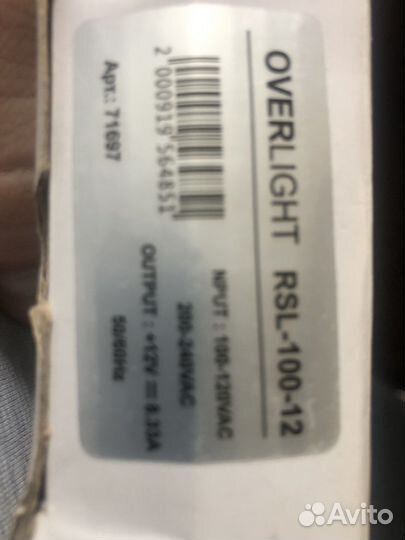 OVERLIGHT RSL-100-12
2 000919 564851
Арт.: 71697
NPUT : 100-120VAC
200-240VAC
OUTPUT : +12V ⎓ 8.33A
50/60Hz
Avito